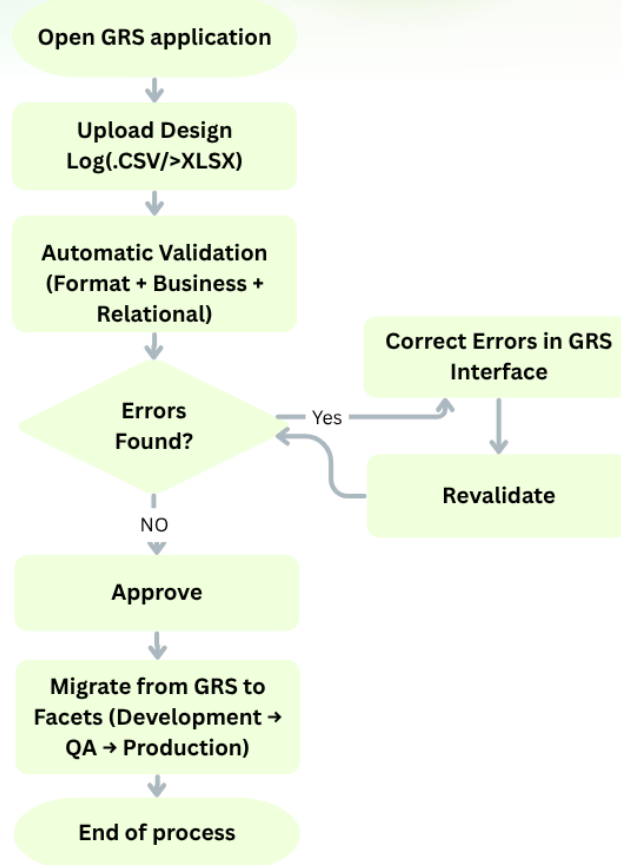 Open GRS application
Upload Design
Log(.CSV/>XLSX)
Automatic Validation
(Format + Business +
Relational)
Errors
Found?
Yes
Correct Errors in GRS
Interface
Revalidate
NO
Approve
Migrate from GRS to
Facets (Development →
QA → Production)
End of process